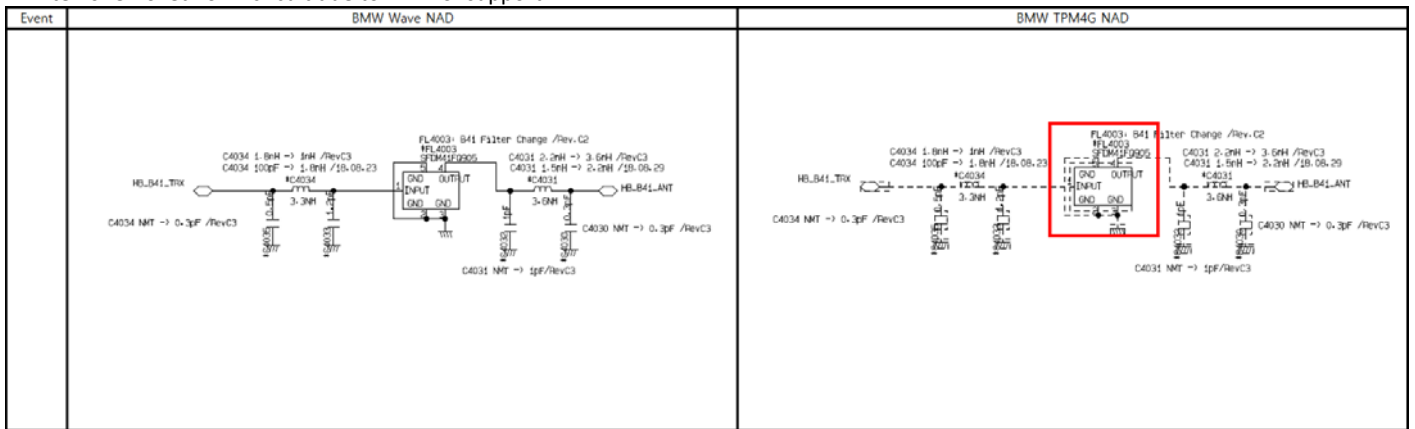 Event
BMW Wave NAD
BMW TPM4G NAD
FL4003: B41 Filter Change /Rev.C2
*FL4003
SFDM41F0905
C4034 1.8nH -> 1nH /RevC3
C4034 100pF -> 1.8nH /18.08.23
C4031 2.2nH -> 3.6nH /RevC3
C4031 1.5nH -> 2.2nH /18.08.29
HB_B41_TRX
*C4034
3.3NH
1
INPUT
GND
OUTPUT
GND GND
*C4031
3.6NH
HB_B41_ANT
C4034 NMT -> 0.3pF /RevC3
1pF
C4030 NMT -> 0.3pF /RevC3
C4031 NMT -> 1pF/RevC3
FL4003: B41 Filter Change /Rev.C2
*FL4003
SFDM41F0905
C4034 1.8nH -> 1nH /RevC3
C4034 100pF -> 1.8nH /18.08.23
C4031 2.2nH -> 3.6nH /RevC3
C4031 1.5nH -> 2.2nH /18.08.29
HB_B41_TRX
*C4034
3.3NH
INPUT
GND
OUTPUT
GND GND
*C4031
3.6NH
HB_B41_ANT
C4034 NMT -> 0.3pF /RevC3
C4030 NMT -> 0.3pF /RevC3
C4031 NMT -> 1pF/RevC3